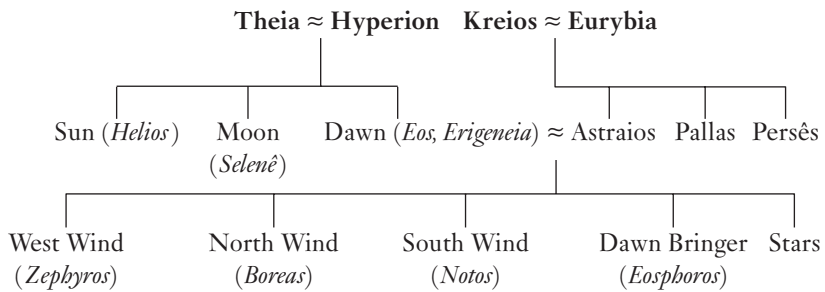 Theia ≈ Hyperion Kreios ≈ Eurybia
Sun (Helios) Moon Dawn (Eos, Erigeneia) ≈ Astraios Pallas Persês
(Selenê)
West Wind North Wind South Wind Dawn Bringer Stars
(Zephyros) (Boreas) (Notos) (Eosphoros)